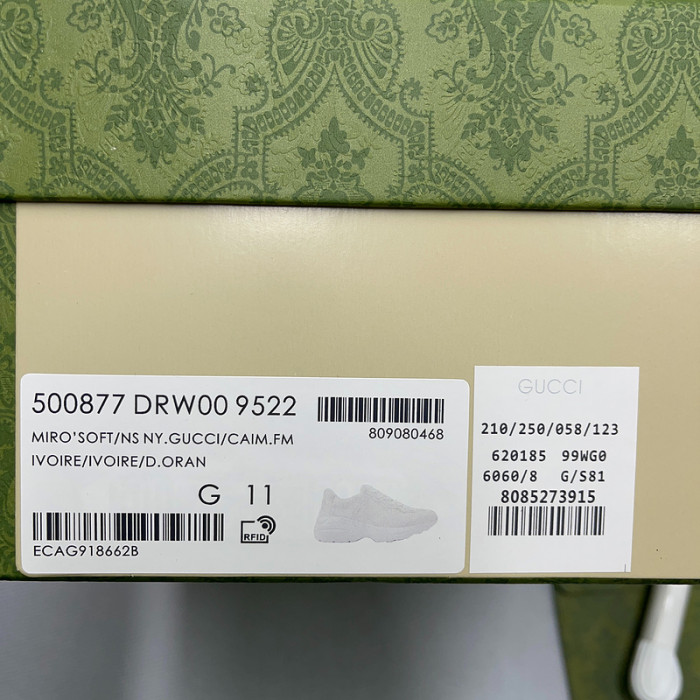 500877 DRW00 9522
809080468
MIRO'SOFT/NS NY.GUCCI/CAIM.FM
IVOIRE/IVOIRE/D.ORAN
G 11
RFID
ECAG918662B
GUCCI
210/250/058/123
620185 99WG0
6060/8 G/S81
8085273915